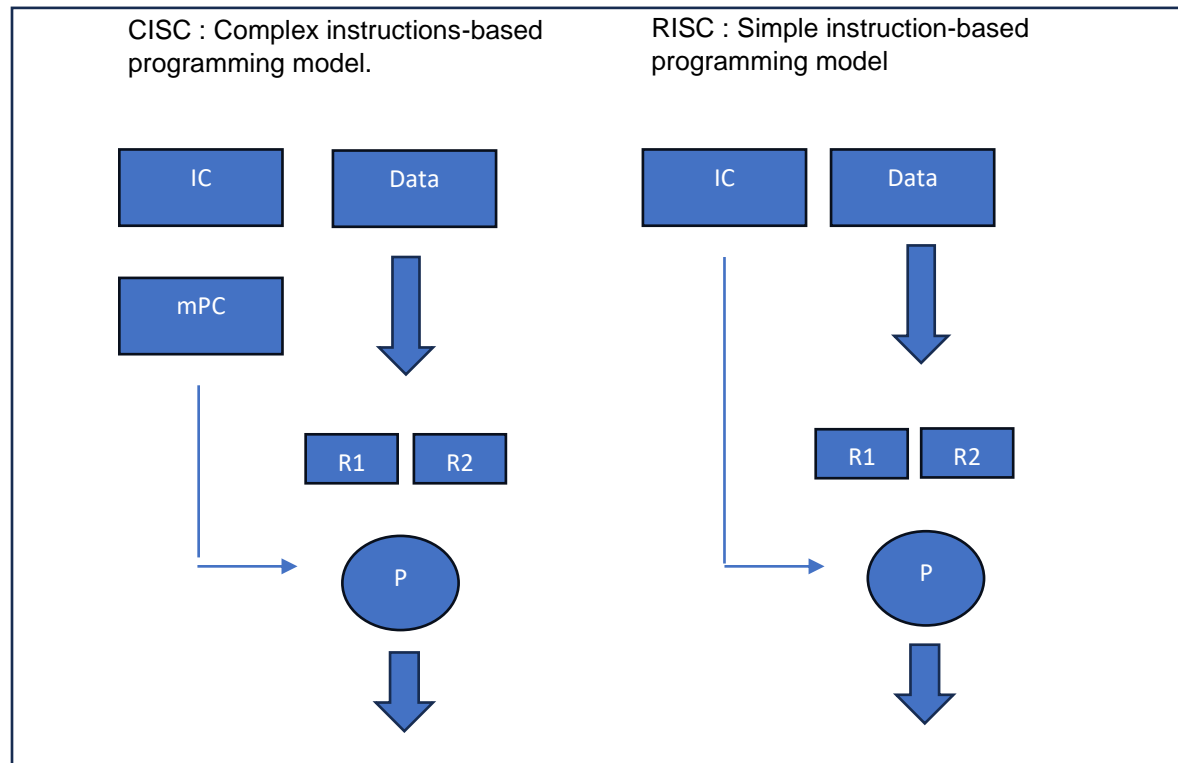 CISC : Complex instructions-based
programming model.
RISC : Simple instruction-based
programming model
IC
Data
mPC
R1
R2
P
IC
Data
R1
R2
P